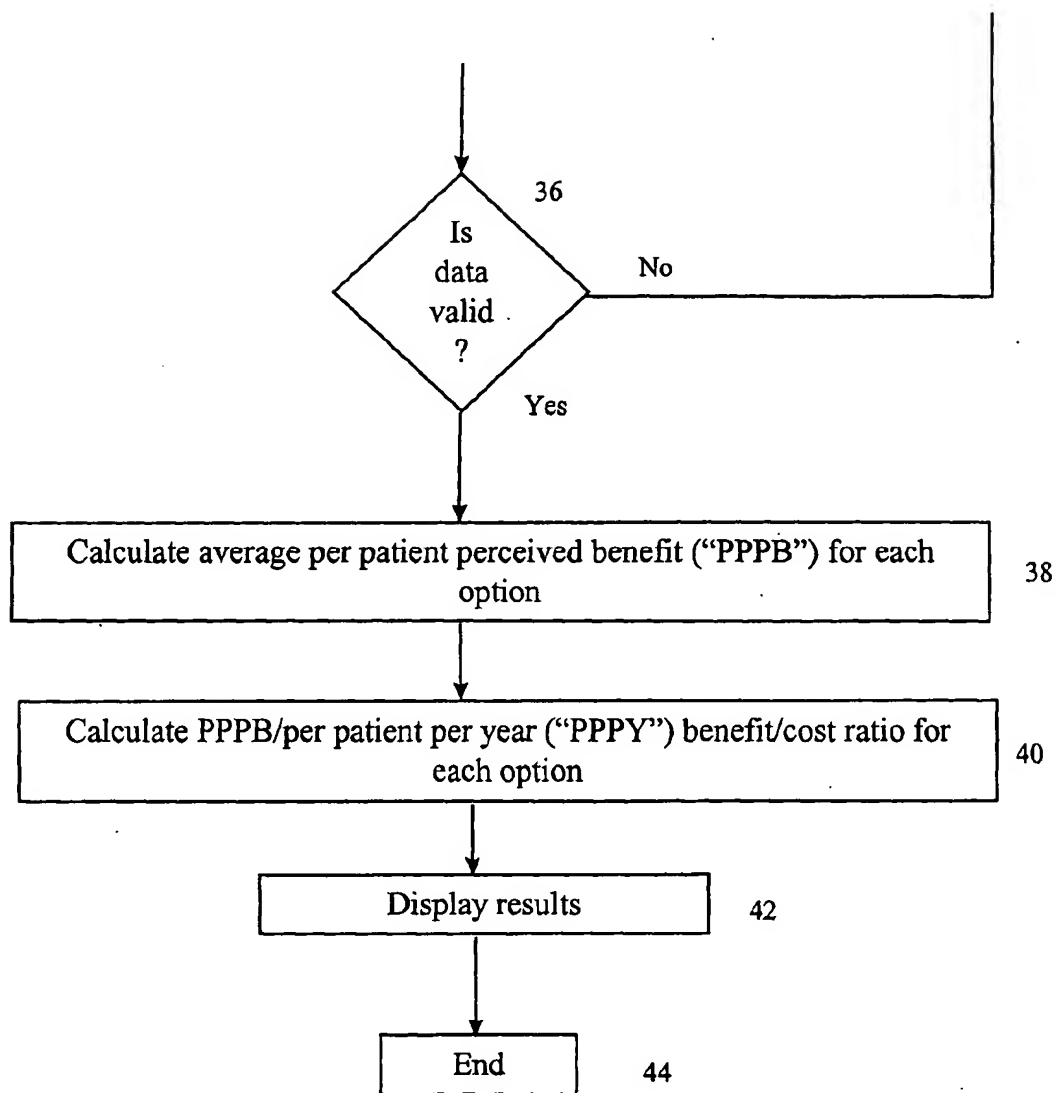 36
Is
data
valid
?
No
Yes
Calculate average per patient perceived benefit (“PPPB”) for each
option
38
Calculate PPPB/per patient per year (“PPPY”) benefit/cost ratio for
each option
40
Display results
42
End
44